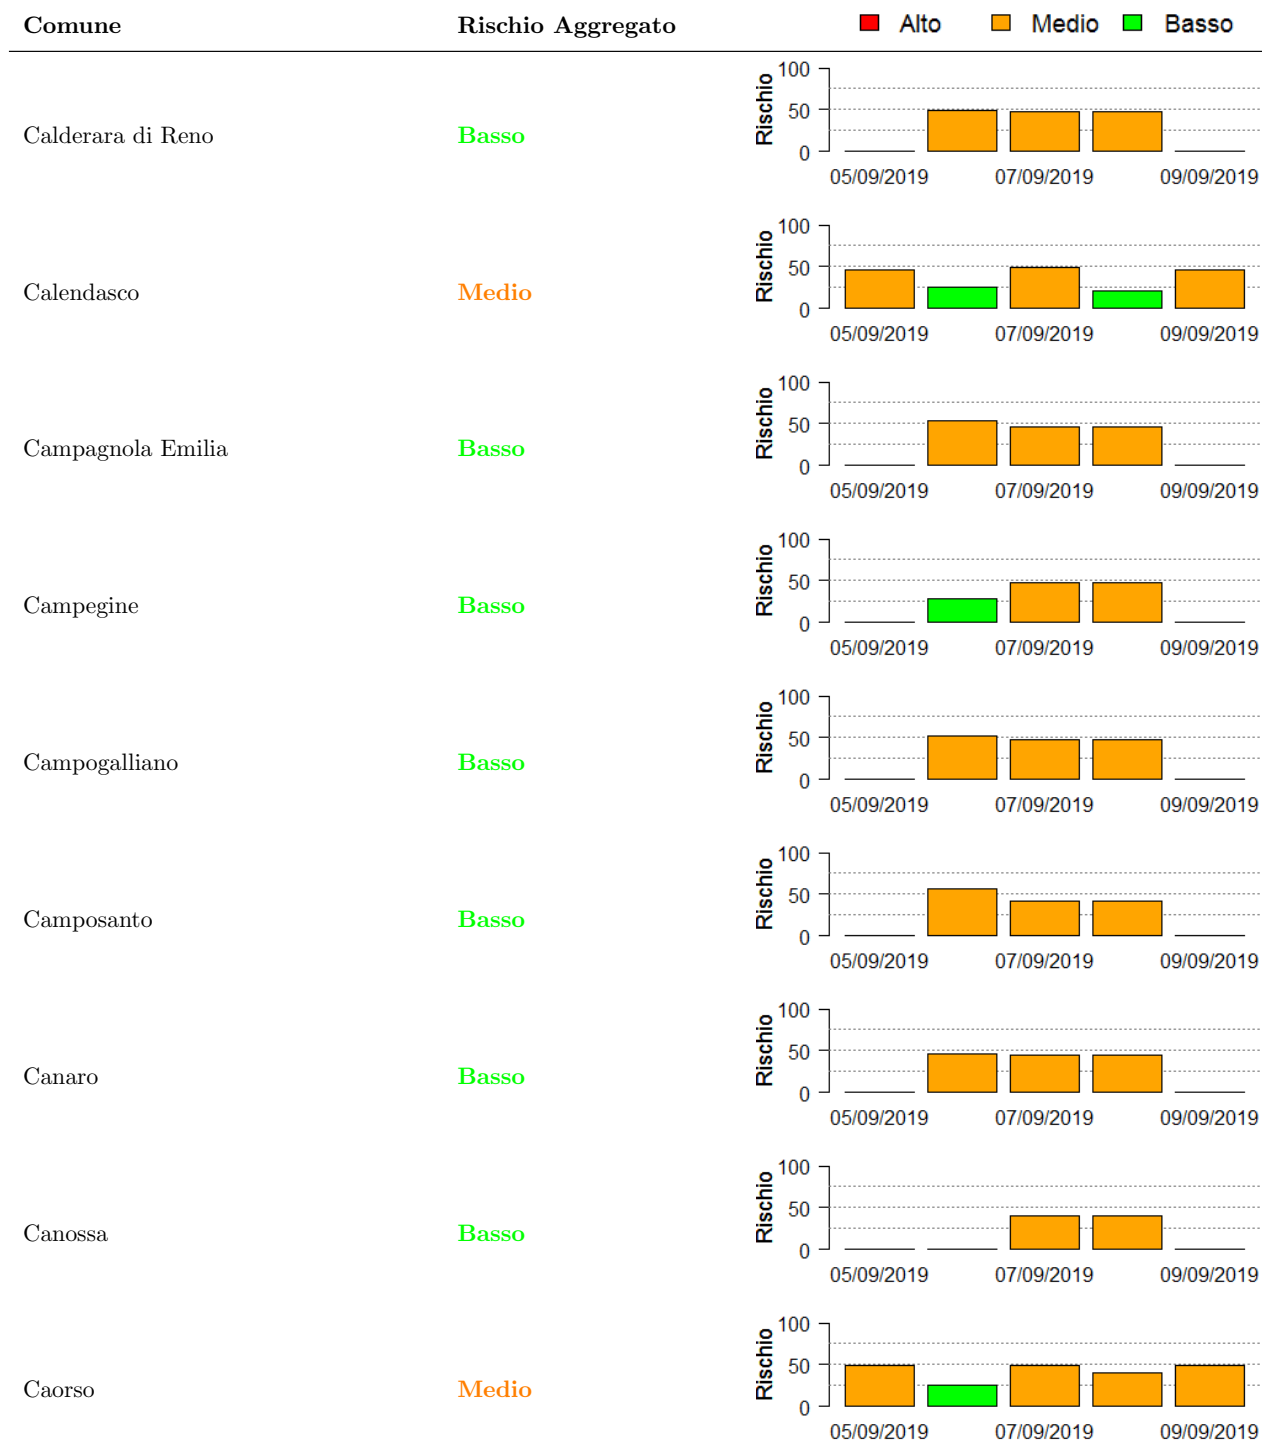 Comune Rischio Aggregato Alto Medio Basso
Calderara di Reno Basso
Rischio
100
50
0
05/09/2019 07/09/2019 09/09/2019
Calendasco Medio
Rischio
100
50
0
05/09/2019 07/09/2019 09/09/2019
Campagnola Emilia Basso
Rischio
100
50
0
05/09/2019 07/09/2019 09/09/2019
Campegine Basso
Rischio
100
50
0
05/09/2019 07/09/2019 09/09/2019
Campogalliano Basso
Rischio
100
50
0
05/09/2019 07/09/2019 09/09/2019
Camposanto Basso
Rischio
100
50
0
05/09/2019 07/09/2019 09/09/2019
Canaro Basso
Rischio
100
50
0
05/09/2019 07/09/2019 09/09/2019
Canossa Basso
Rischio
100
50
0
05/09/2019 07/09/2019 09/09/2019
Caorso Medio
Rischio
100
50
0
05/09/2019 07/09/2019 09/09/2019